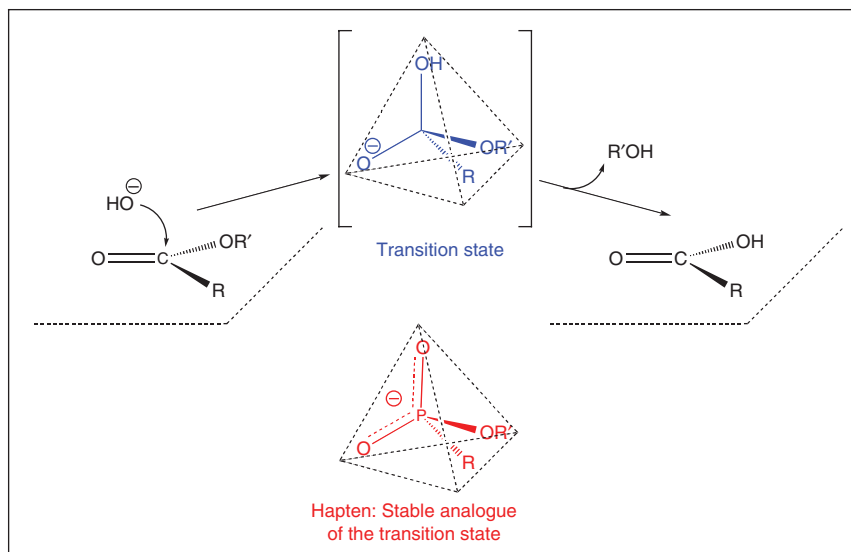 OH
⊖
O
OR′
R
Transition state
R′OH
⊖
HO
O
C
OR′
R
O
C
OH
R
O
⊖
P
O
OR′
R
Hapten: Stable analogue
of the transition state